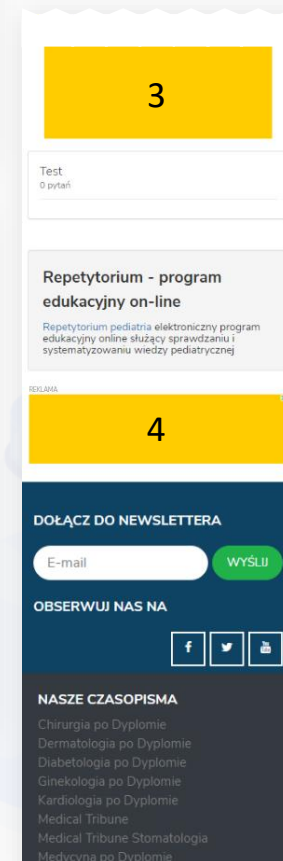 3
Test
0 pytań
Repetytorium - program
edukacyjny on-line
Repetytorium pediatria elektroniczny program
edukacyjny online służący sprawdzaniu i
systematyzowaniu wiedzy pediatrycznej
REKLAMA
4
DOŁĄCZ DO NEWSLETTERA
E-mail
WYŚLIJ
OBSERWUJ NAS NA
NASZE CZASOPISMA
Chirurgia po Dyplomie
Dermatologia po Dyplomie
Diabetologia po Dyplomie
Ginekologia po Dyplomie
Kardiologia po Dyplomie
Medical Tribune
Medical Tribune Stomatologia
Medycyna po Dyplomie